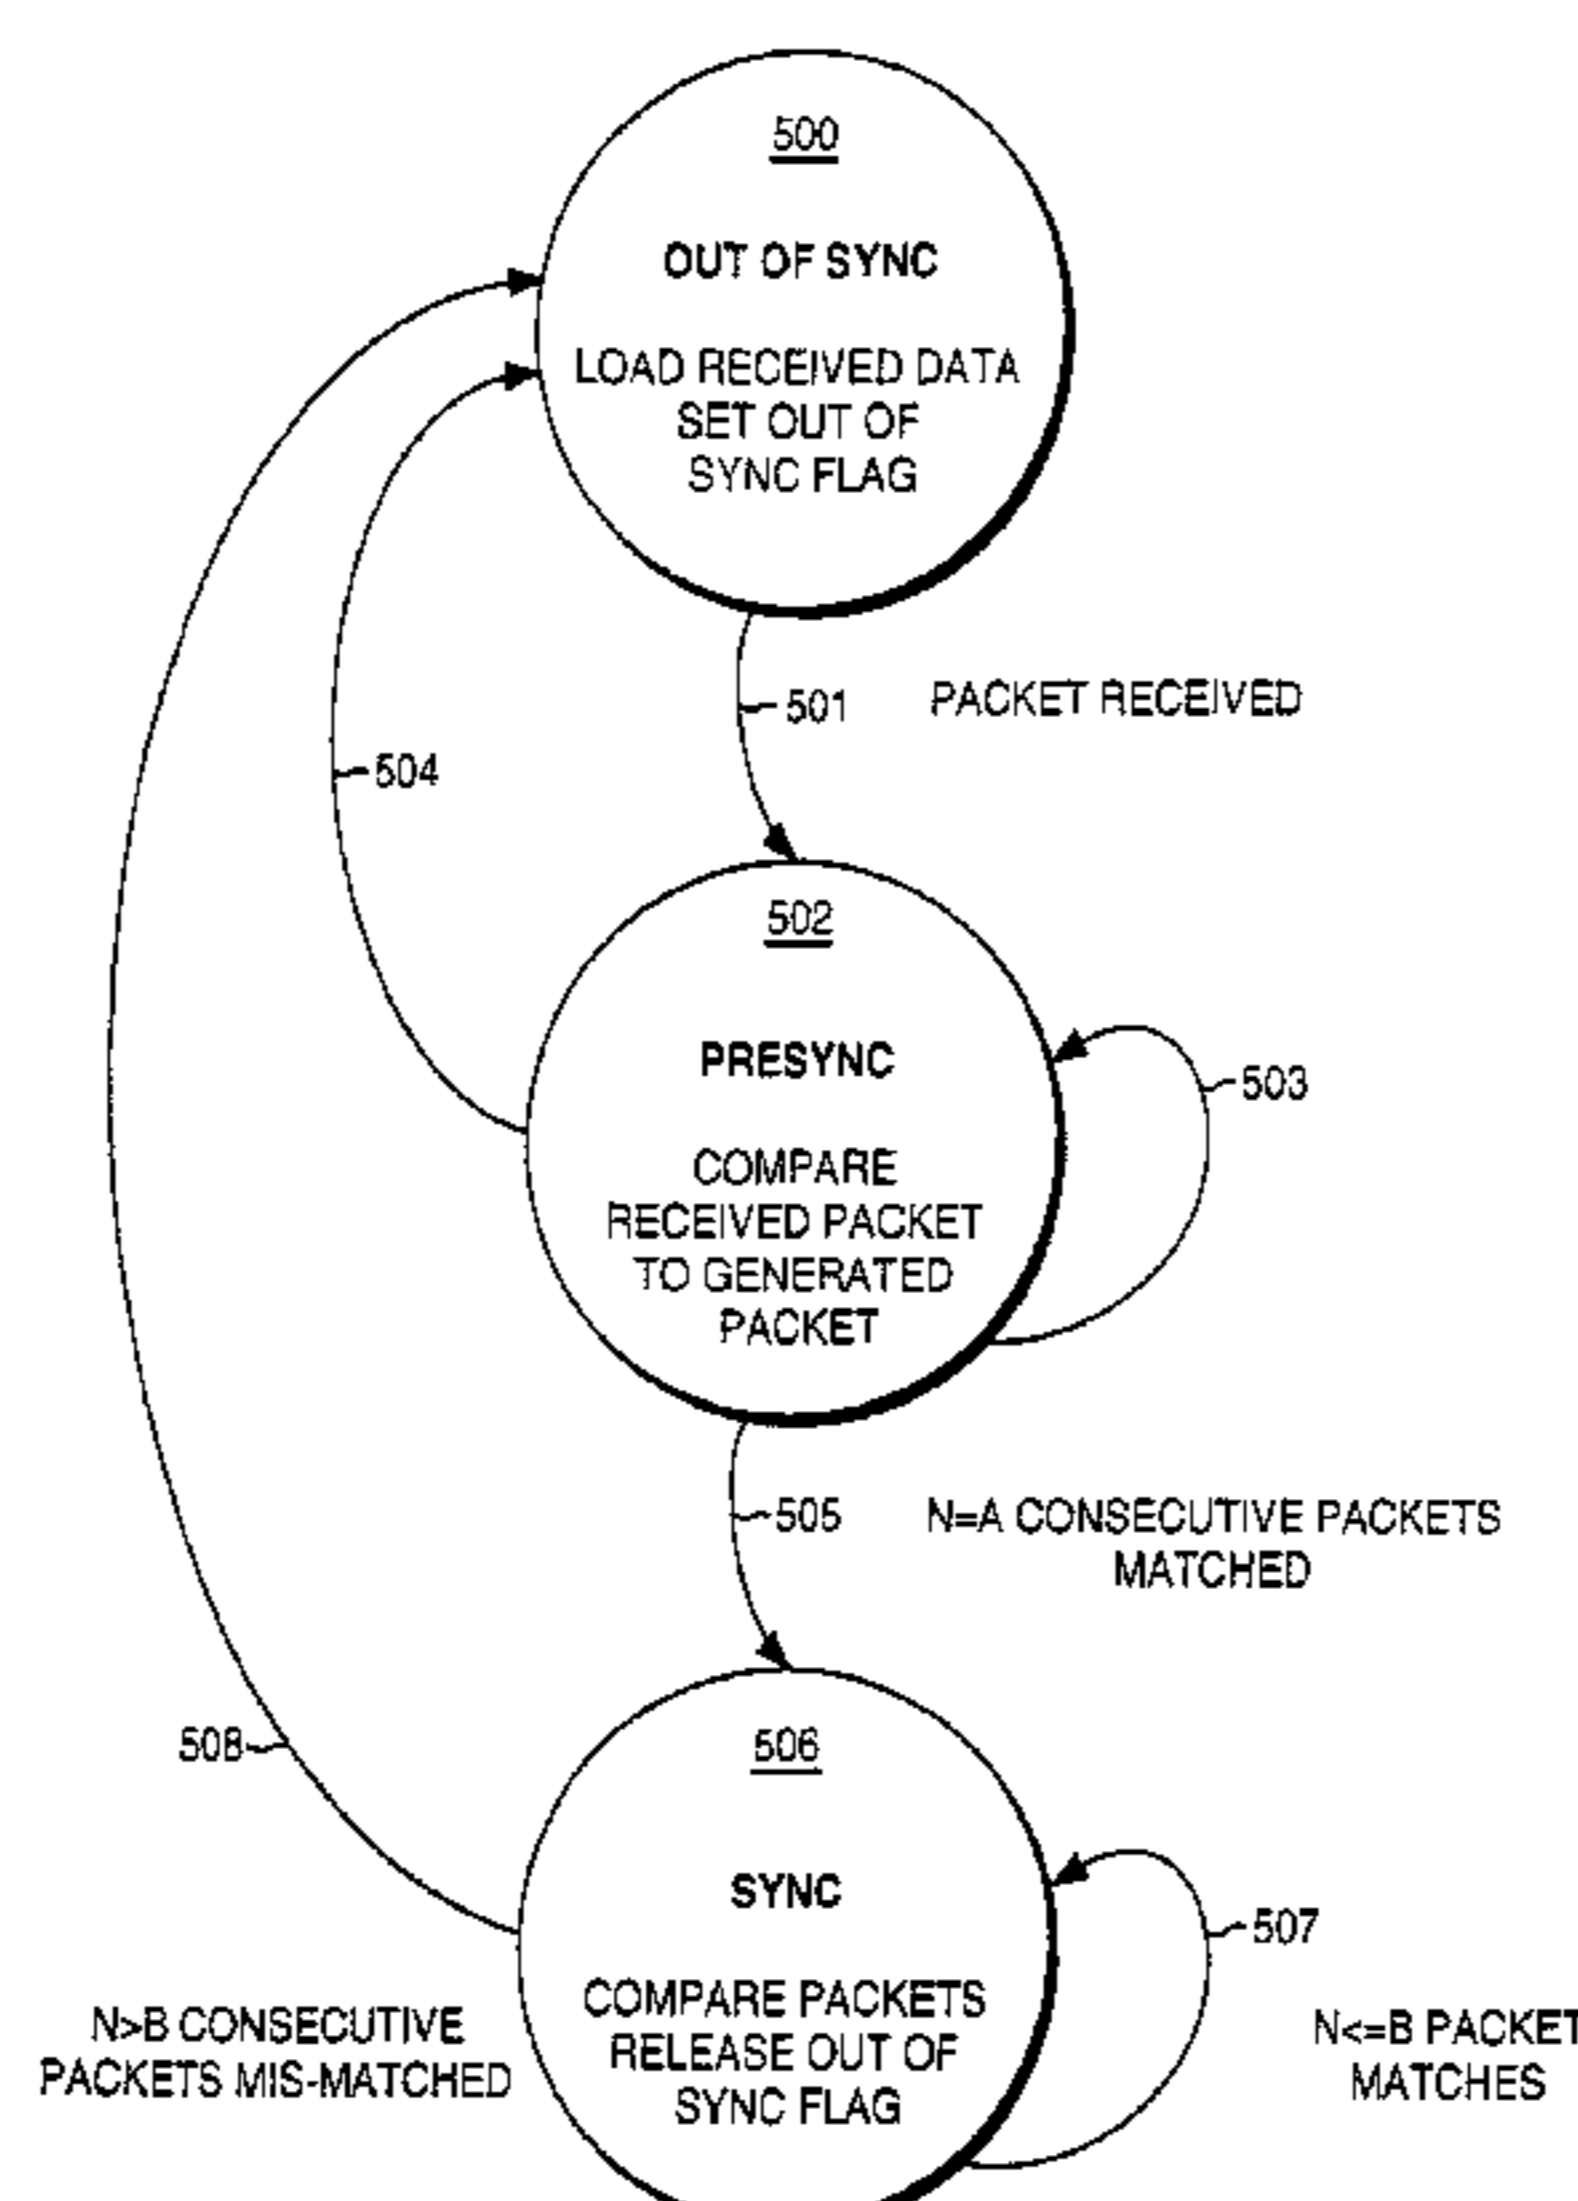 500
OUT OF SYNC
LOAD RECEIVED DATA
SET OUT OF
SYNC FLAG
501
PACKET RECEIVED
504
502
PRESYNC
COMPARE
RECEIVED PACKET
TO GENERATED
PACKET
503
505
N=A CONSECUTIVE PACKETS
MATCHED
508
506
SYNC
COMPARE PACKETS
RELEASE OUT OF
SYNC FLAG
507
N>B CONSECUTIVE
PACKETS MIS-MATCHED
N<=B PACKET
MATCHES